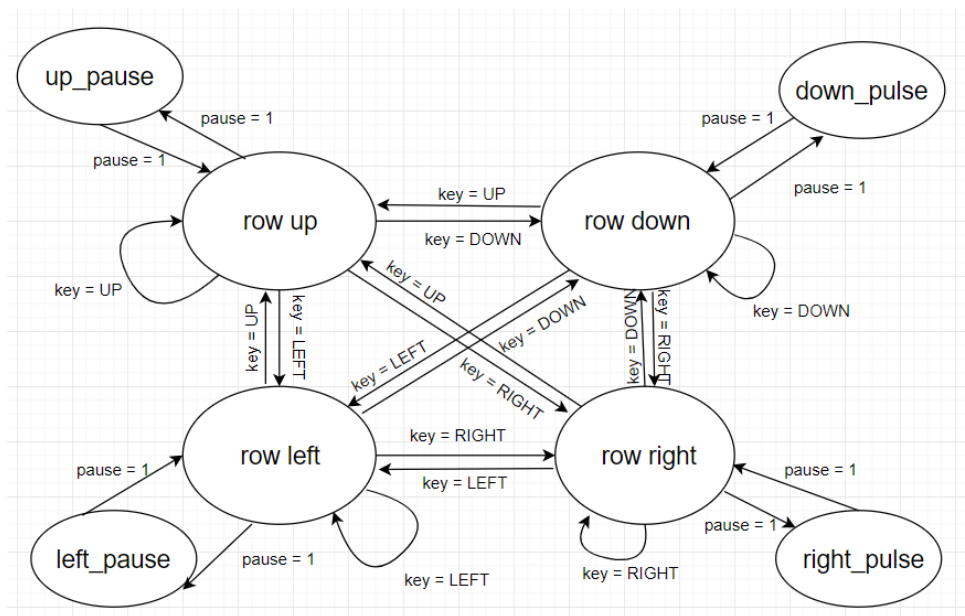 up_pause
down_pulse
pause = 1
pause = 1
pause = 1
pause = 1
key = UP
row up
row down
key = DOWN
key = UP
key = UP
key = DOWN
key = UP
key = LEFT
key = LEFT
key = DOWN
key = RIGHT
key = DOWN
key = RIGHT
row left
key = RIGHT
row right
pause = 1
key = LEFT
pause = 1
pause = 1
left_pause
pause = 1
key = LEFT
key = RIGHT
right_pulse